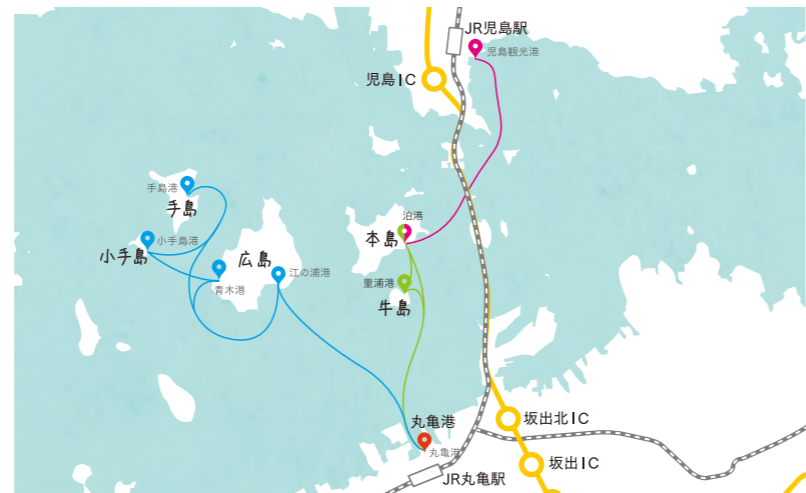 JR児島駅
児島観光港
児島IC
手島港
手島
小手島港
小手島
青木港
広島
江の浦港
泊港
本島
里浦港
牛島
丸亀港
丸亀港
JR丸亀駅
坂出北IC
坂出IC